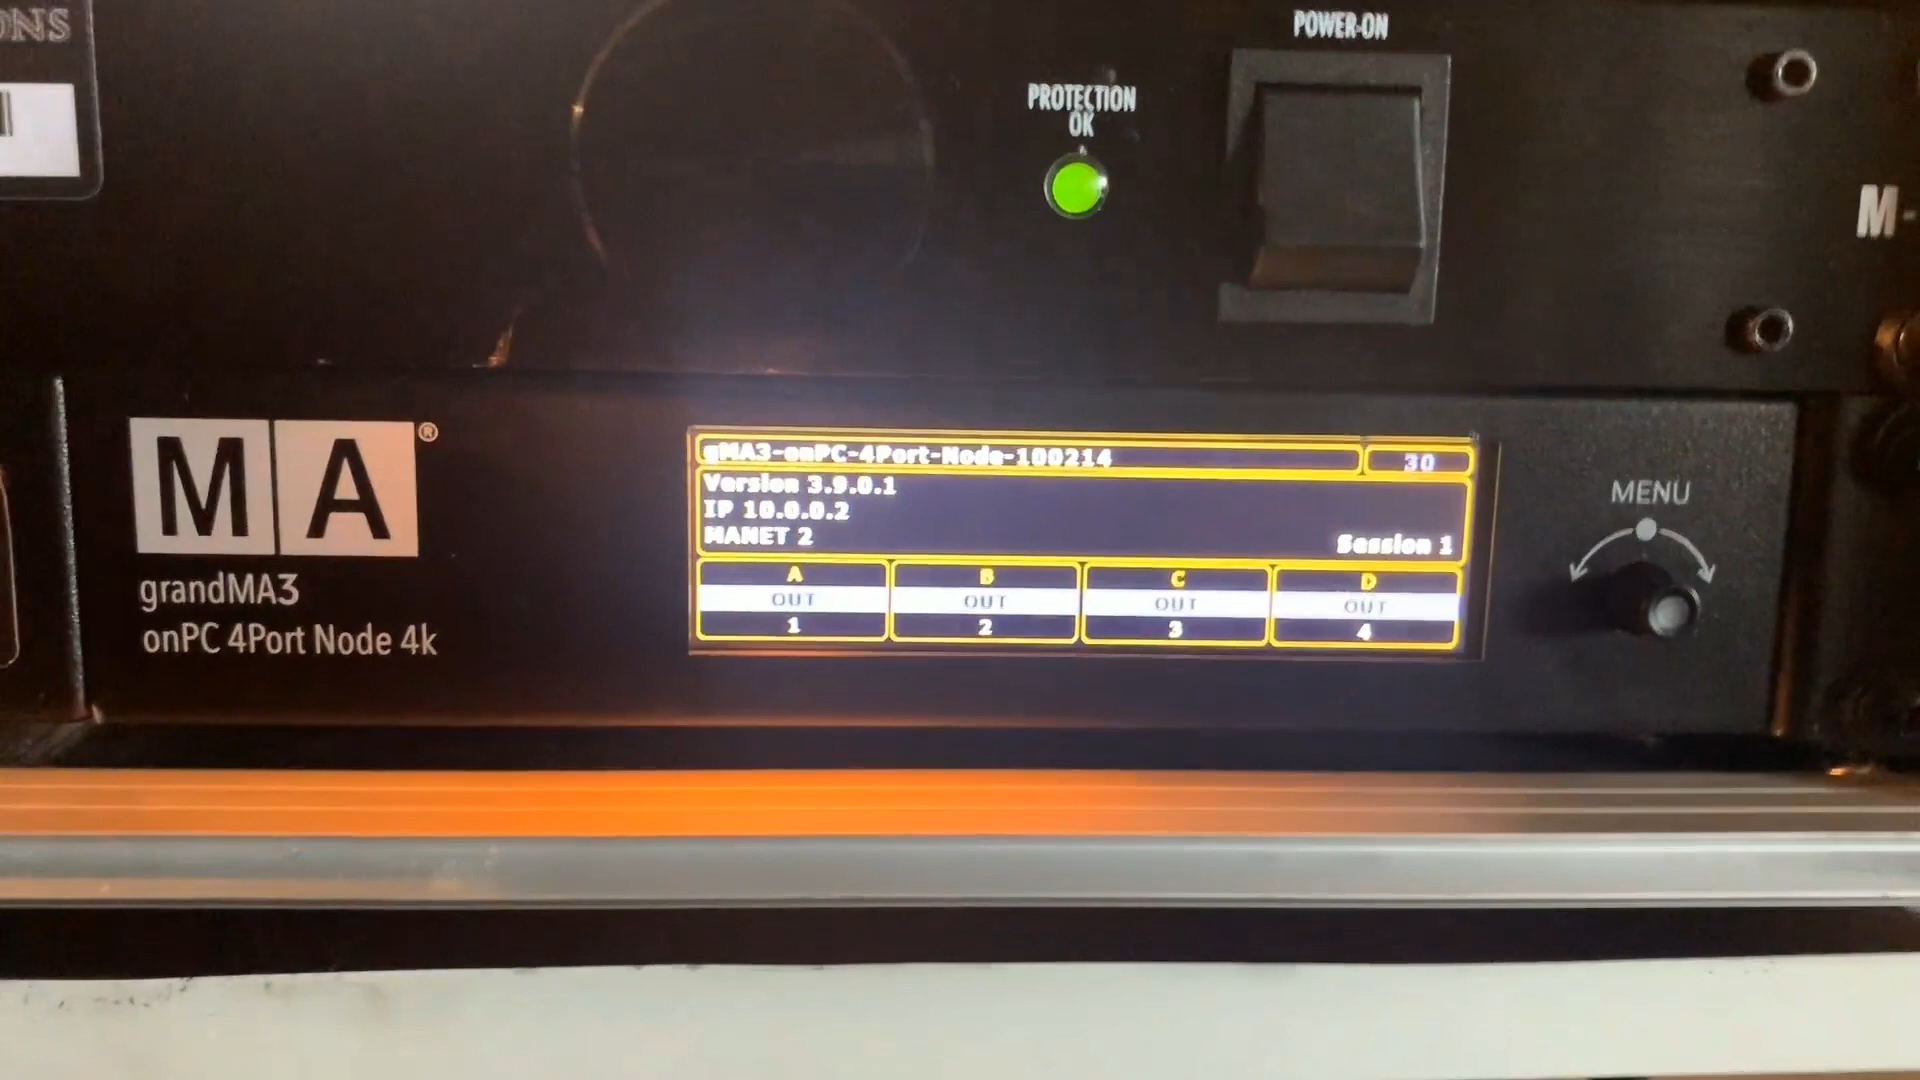 ONS
POWER-ON
PROTECTION
OK
M-
MA®
grandMA3
onPC 4Port Node 4k
gMA3-onPC-4Port-Node-100214 30
Version 3.9.0.1
IP 10.0.0.2
MANET 2 Session 1
A B C D
OUT OUT OUT OUT
1 2 3 4
MENU